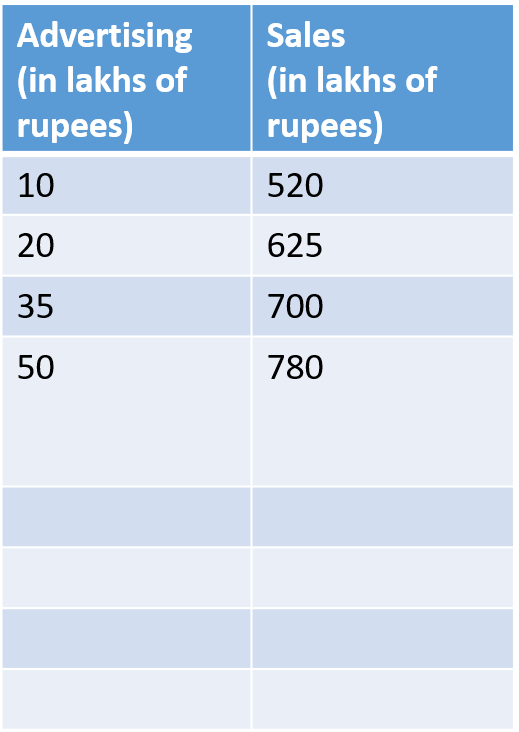 Advertising
(in lakhs of
rupees)
Sales
(in lakhs of
rupees)
10 520
20 625
35 700
50 780